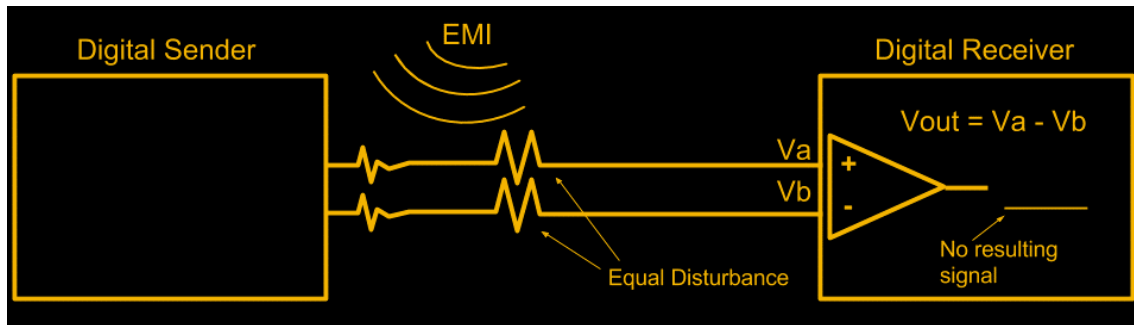 EMI
Digital Sender
Digital Receiver
Vout = Va - Vb
Va
+
Vb
-
No resulting
signal
Equal Disturbance